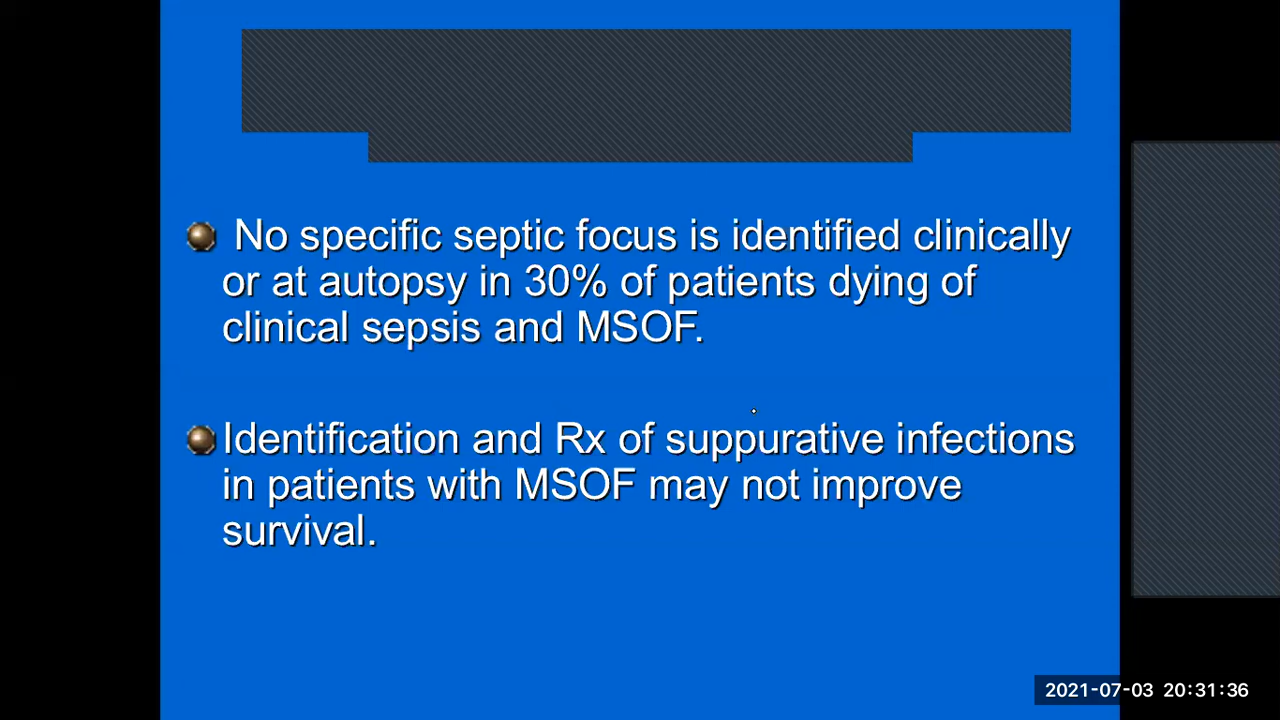 No specific septic focus is identified clinically
or at autopsy in 30% of patients dying of
clinical sepsis and MSOF.
Identification and Rx of suppurative infections
in patients with MSOF may not improve
survival.
2021-07-03 20:31:36